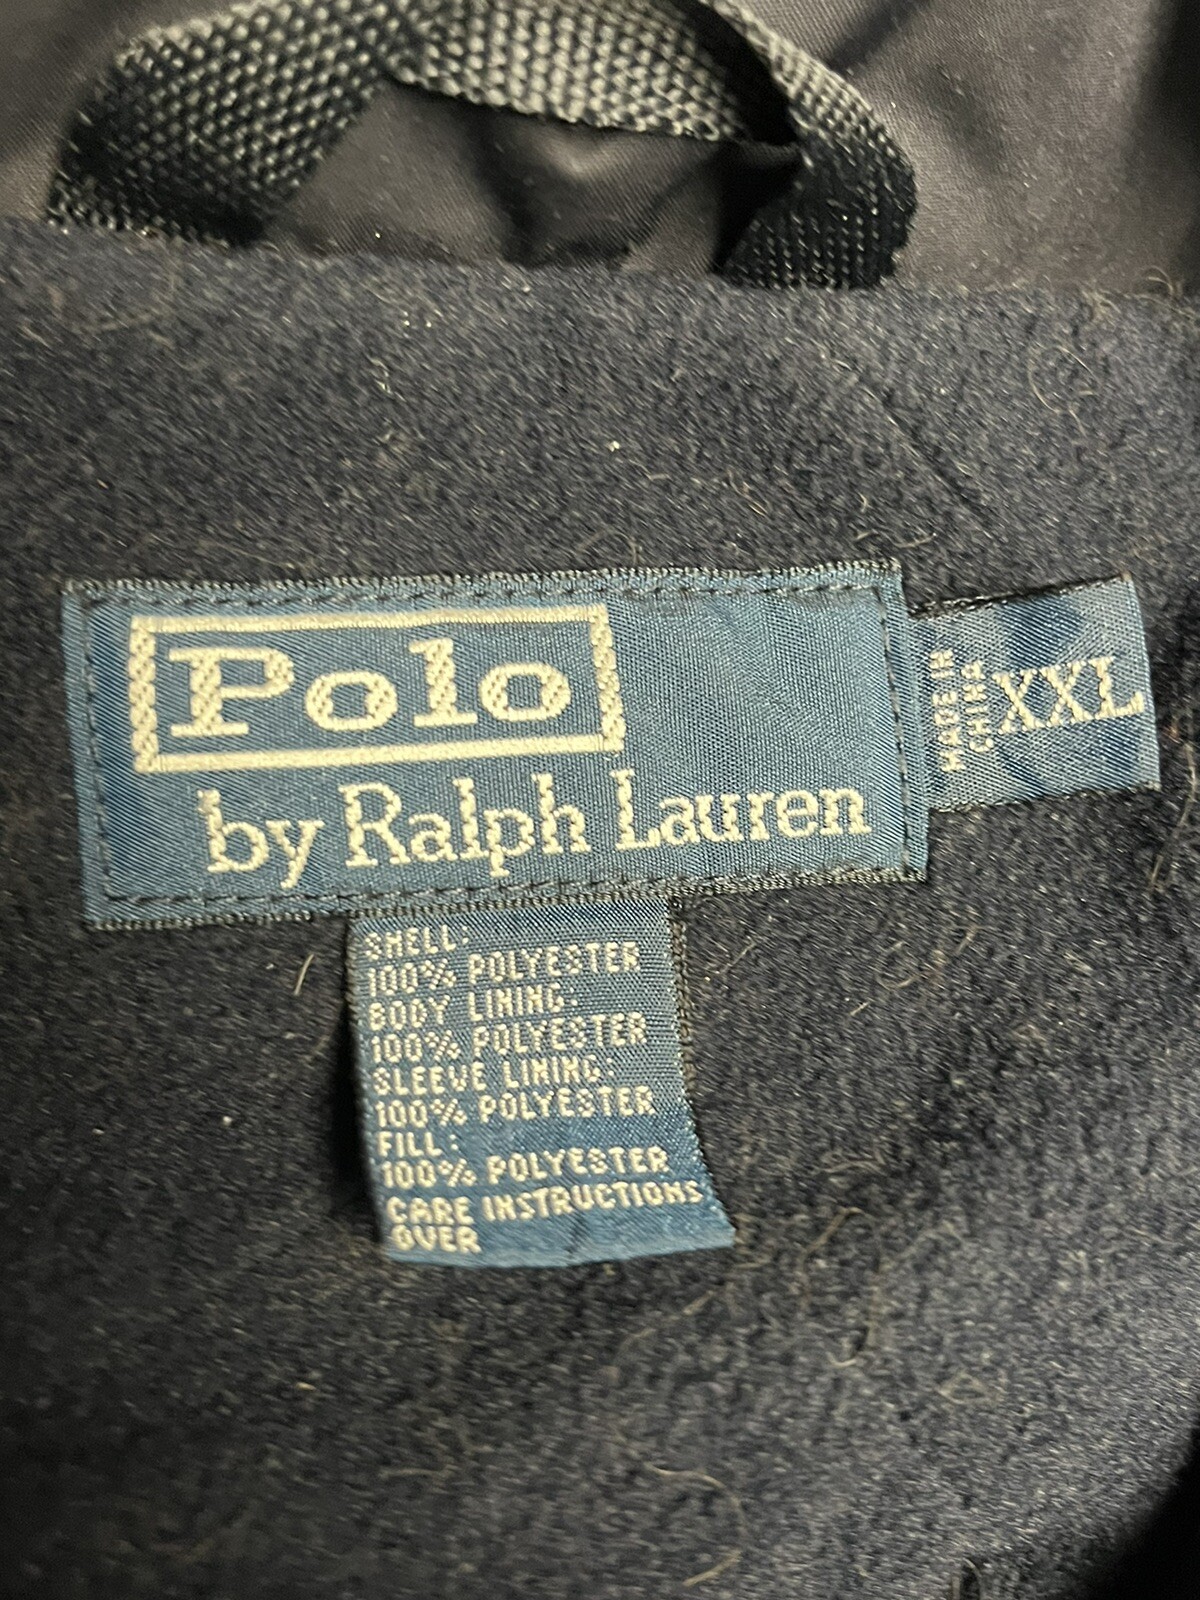 Polo
by Ralph Lauren
MADE IN
CHINA
XXL
SHELL:
100% POLYESTER
BODY LINING:
100% POLYESTER
SLEEVE LINING:
100% POLYESTER
FILL:
100% POLYESTER
CARE INSTRUCTIONS
OVER